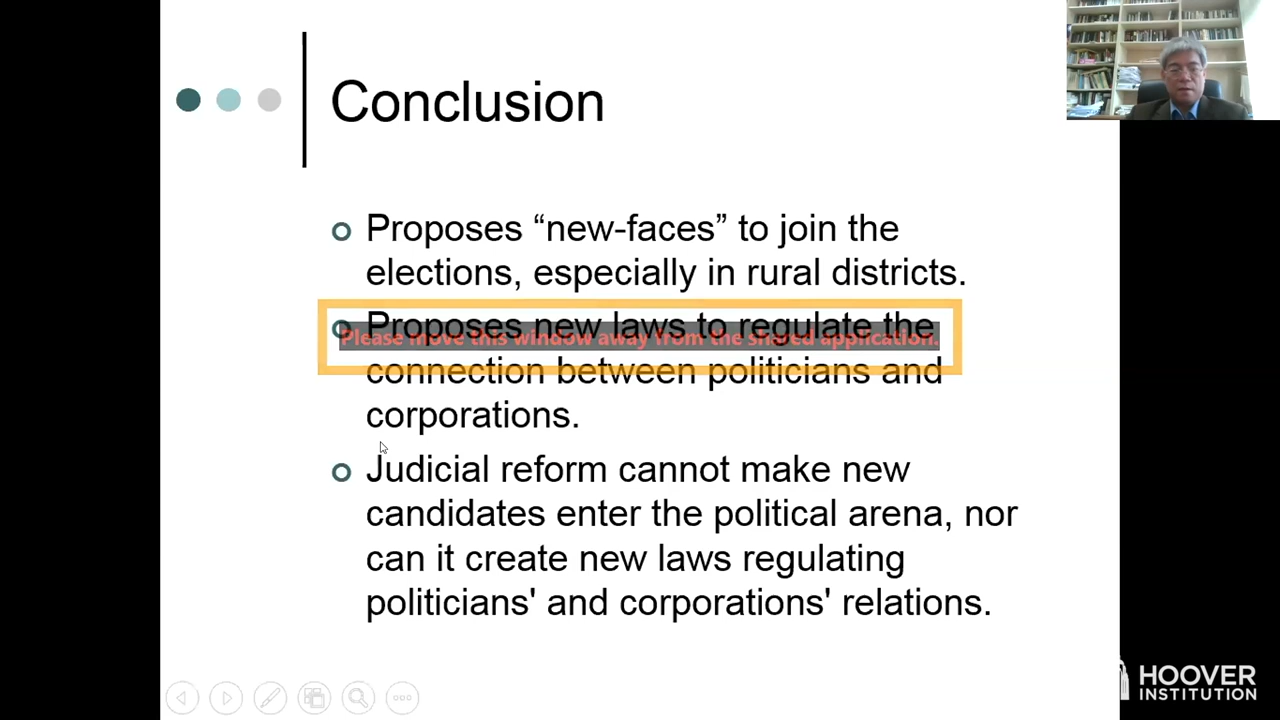 Conclusion
Proposes “new-faces” to join the
elections, especially in rural districts.
Proposes new laws to regulate the
Please move this window away from the shared application.
connection between politicians and
corporations.
Judicial reform cannot make new
candidates enter the political arena, nor
can it create new laws regulating
politicians' and corporations' relations.
HOOVER
INSTITUTION